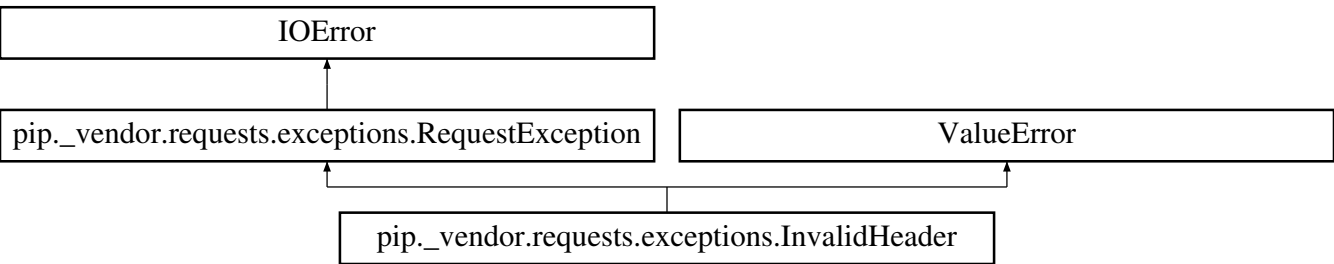 IOError
pip._vendor.requests.exceptions.RequestException
ValueError
pip._vendor.requests.exceptions.InvalidHeader